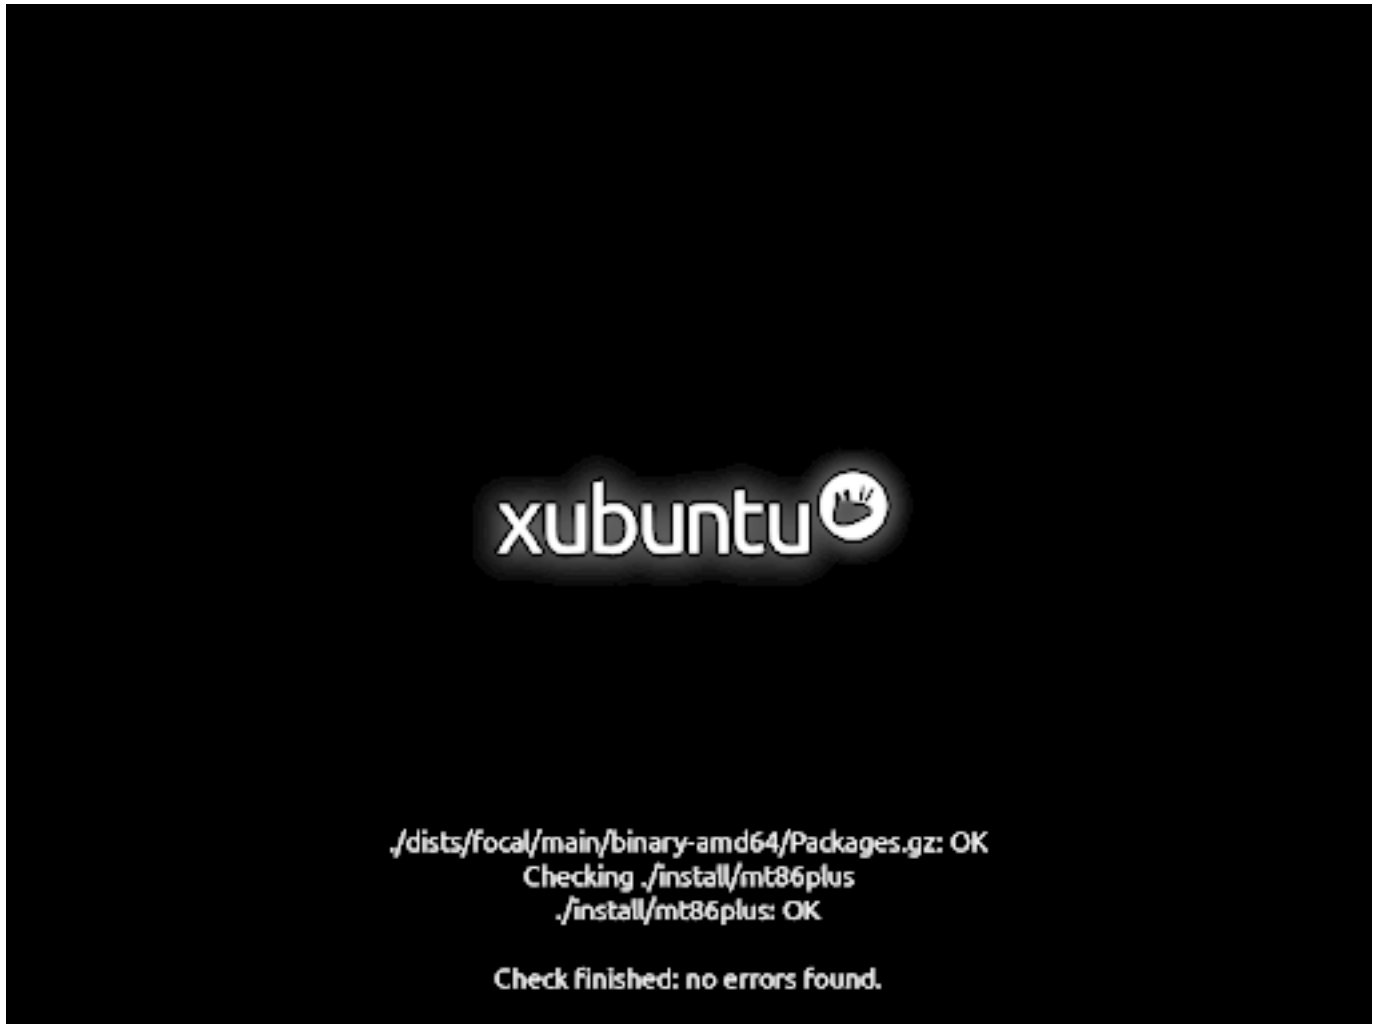 xubuntu
./dists/focal/main/binary-amd64/Packages.gz: OK
Checking ./install/mt86plus
./install/mt86plus: OK
Check finished: no errors found.